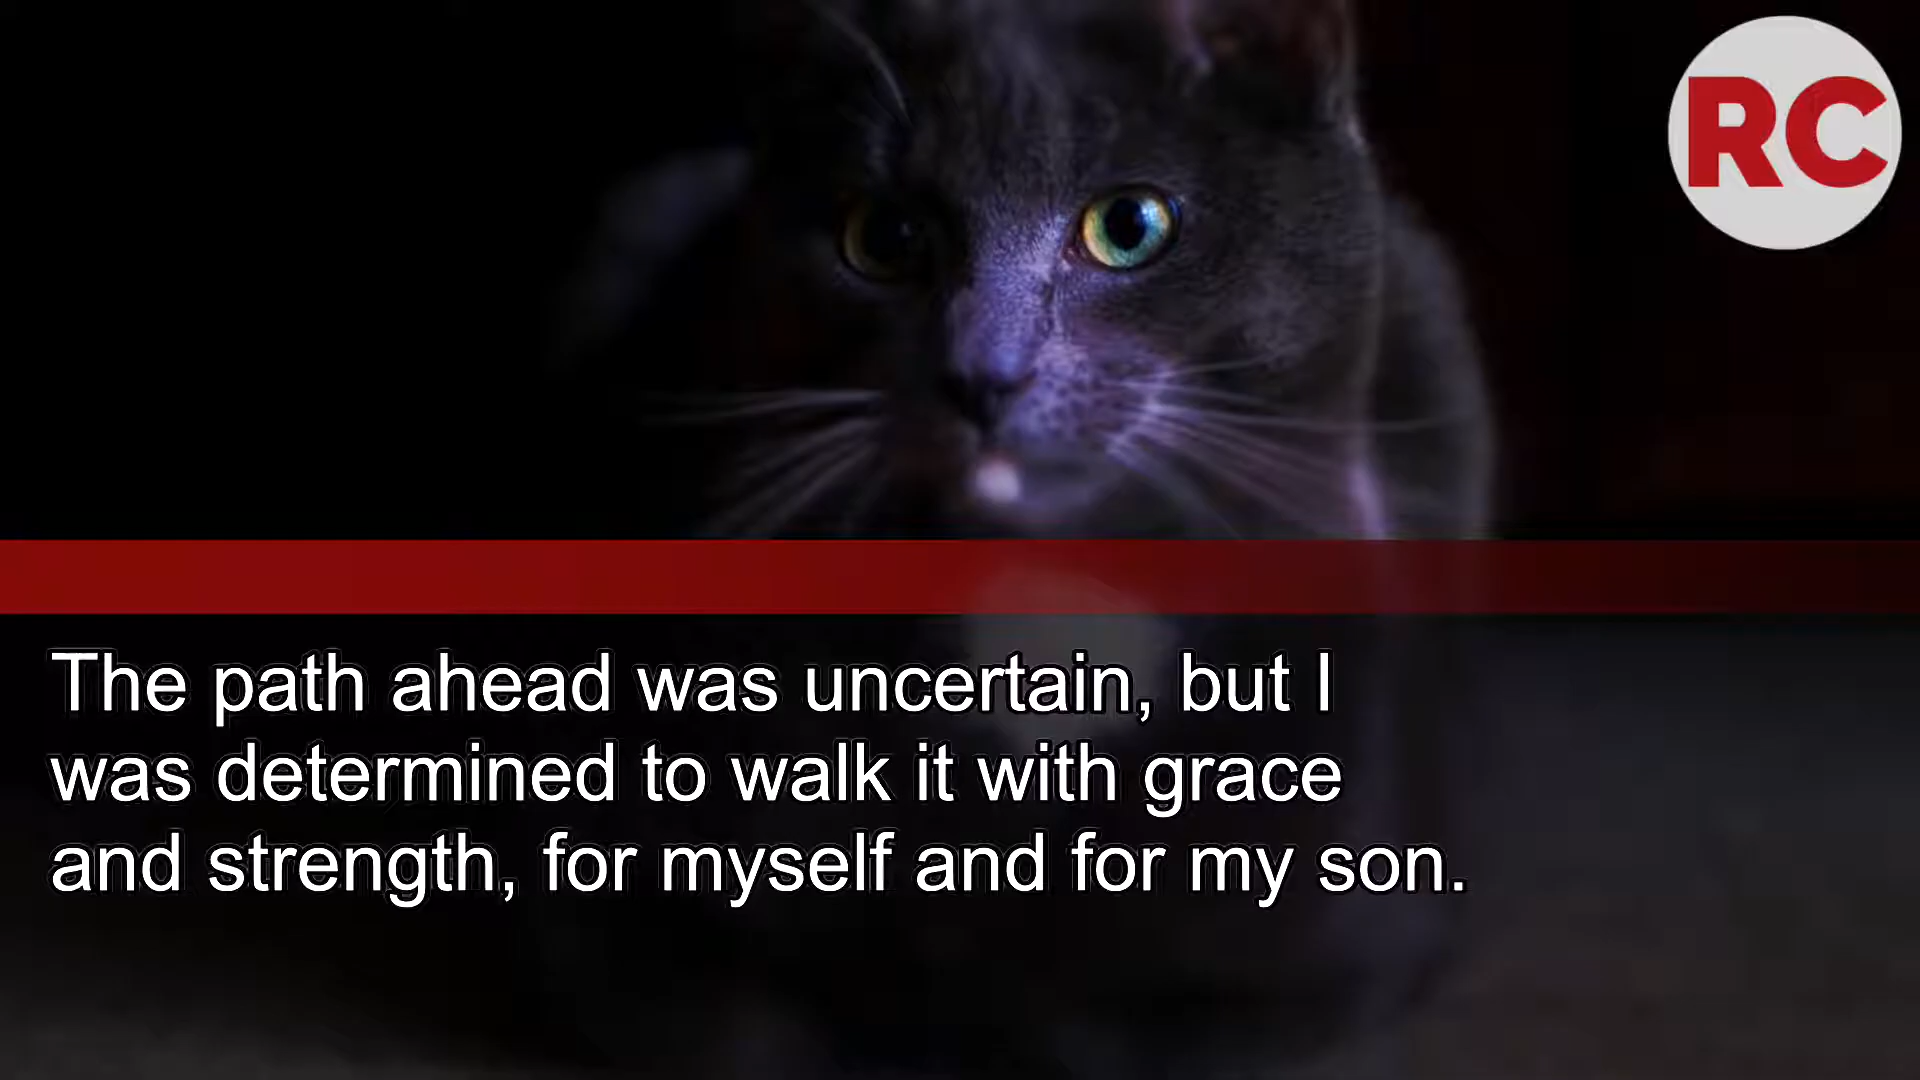 RC
The path ahead was uncertain, but I
was determined to walk it with grace
and strength, for myself and for my son.